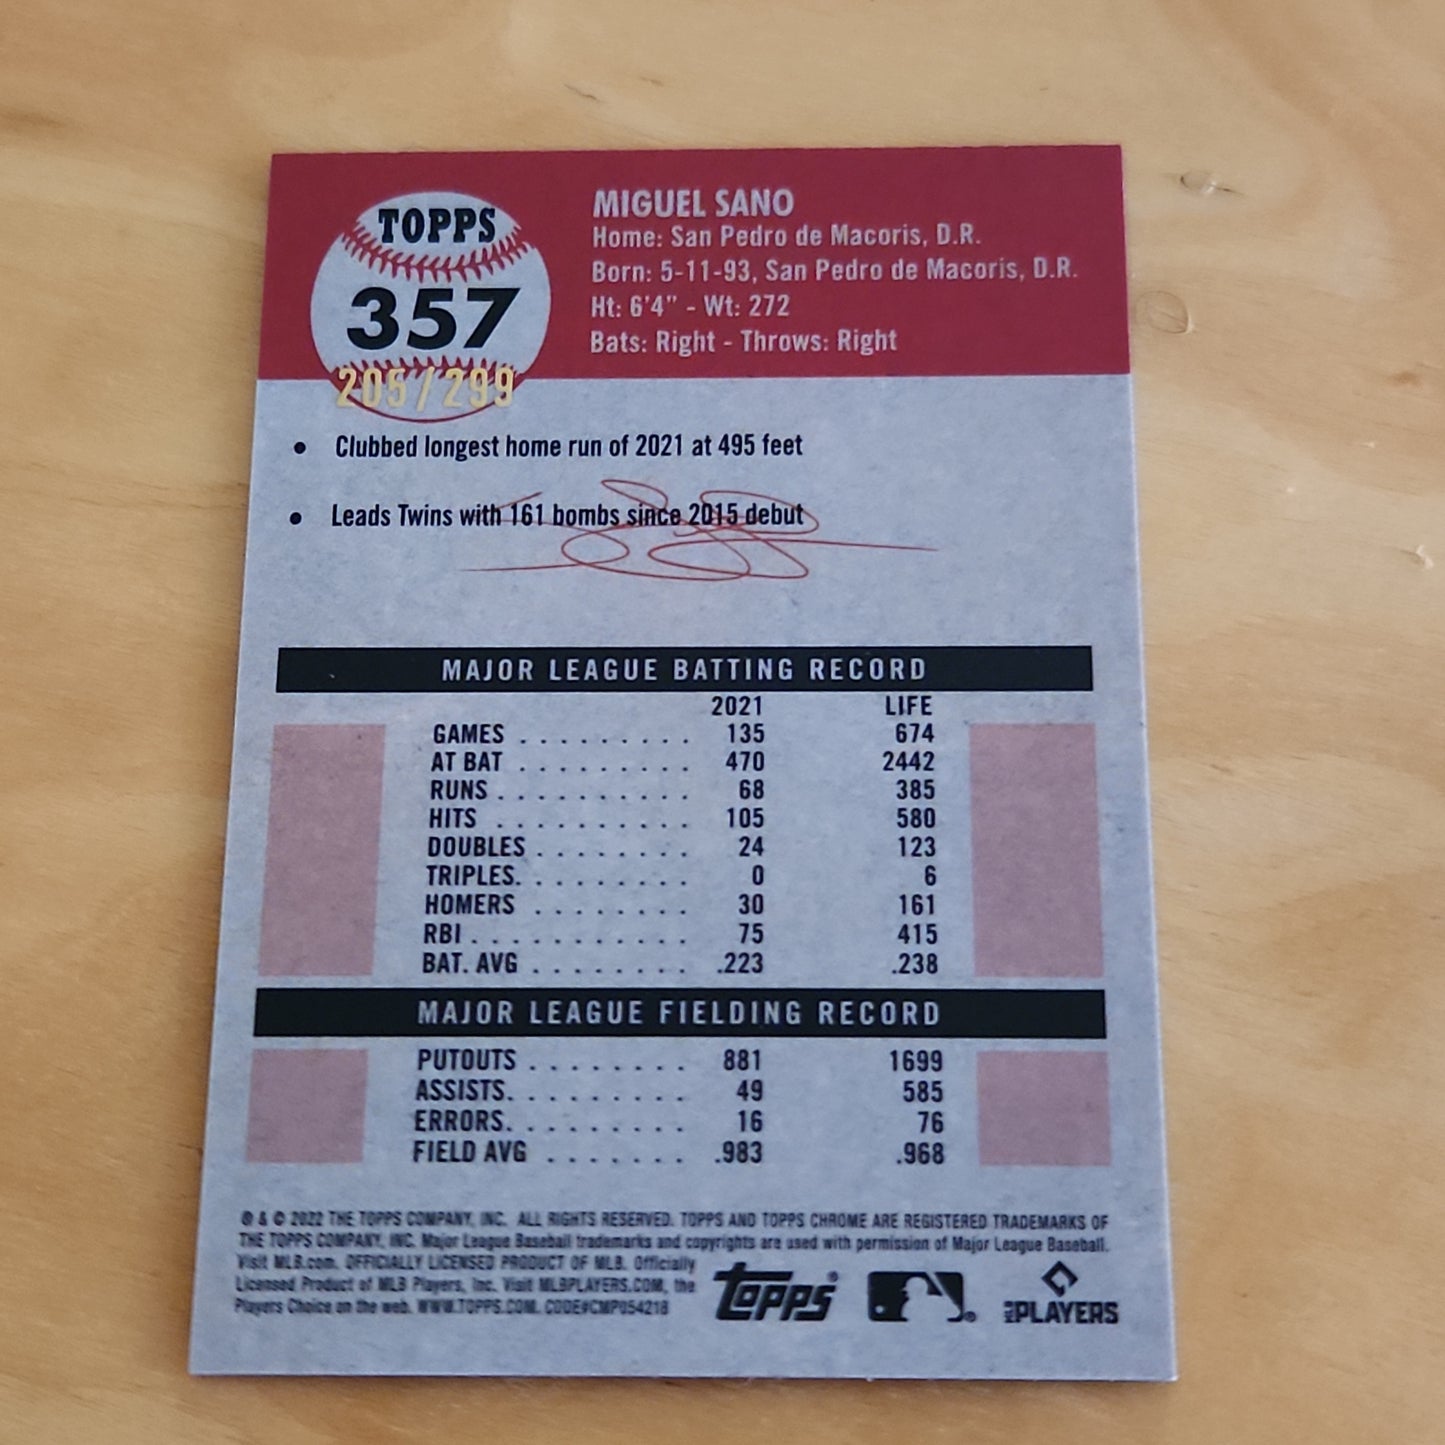 TOPPS
357
205/299
MIGUEL SANO
Home: San Pedro de Macoris, D.R.
Born: 5-11-93, San Pedro de Macoris, D.R.
Ht: 6'4" - Wt: 272
Bats: Right - Throws: Right
• Clubbed longest home run of 2021 at 495 feet
• Leads Twins with 161 bombs since 2015 debut
MAJOR LEAGUE BATTING RECORD
2021 LIFE
GAMES . . . . . . . . . 135 674
AT BAT . . . . . . . . . 470 2442
RUNS . . . . . . . . . . 68 385
HITS . . . . . . . . . . 105 580
DOUBLES . . . . . . . . 24 123
TRIPLES. . . . . . . . . 0 6
HOMERS . . . . . . . . 30 161
RBI . . . . . . . . . . . 75 415
BAT. AVG . . . . . . . . .223 .238
MAJOR LEAGUE FIELDING RECORD
PUTOUTS . . . . . . . . 881 1699
ASSISTS. . . . . . . . . 49 585
ERRORS. . . . . . . . . 16 76
FIELD AVG . . . . . . . .983 .968
® & © 2022 THE TOPPS COMPANY, INC. ALL RIGHTS RESERVED. TOPPS AND TOPPS CHROME ARE REGISTERED TRADEMARKS OF
THE TOPPS COMPANY, INC. Major League Baseball trademarks and copyrights are used with permission of Major League Baseball.
Visit MLB.com. OFFICIALLY LICENSED PRODUCT OF MLB. Officially
Licensed Product of MLB Players, Inc. Visit MLBPLAYERS.COM, the
Players Choice on the web. WWW.TOPPS.COM. CODE#CMP054218
Topps®
MLB PLAYERS